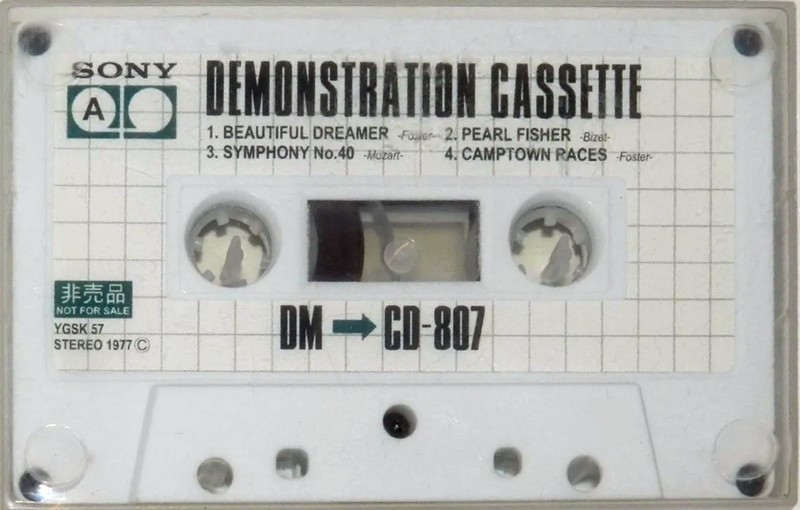 SONY
A
DEMONSTRATION CASSETTE
1. BEAUTIFUL DREAMER -Foster- 2. PEARL FISHER -Bizet-
3. SYMPHONY No.40 -Mozart- 4. CAMPTOWN RACES -Foster-
非売品
NOT FOR SALE
YGSK 57
STEREO 1977 Ⓒ
DM ➡ CD-807